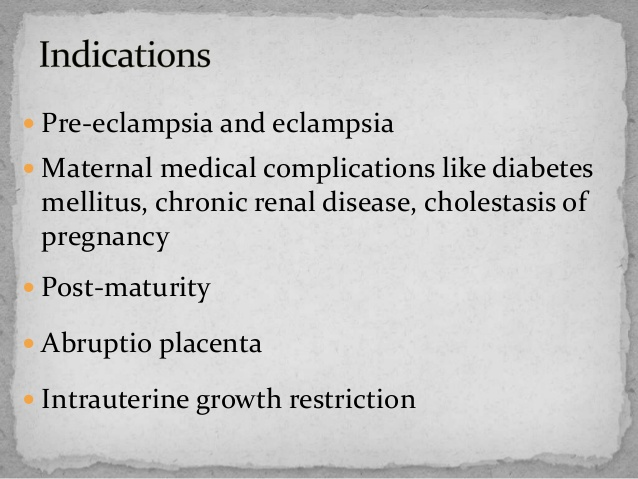 Indications
Pre-eclampsia and eclampsia
Maternal medical complications like diabetes
mellitus, chronic renal disease, cholestasis of
pregnancy
Post-maturity
Abruptio placenta
Intrauterine growth restriction